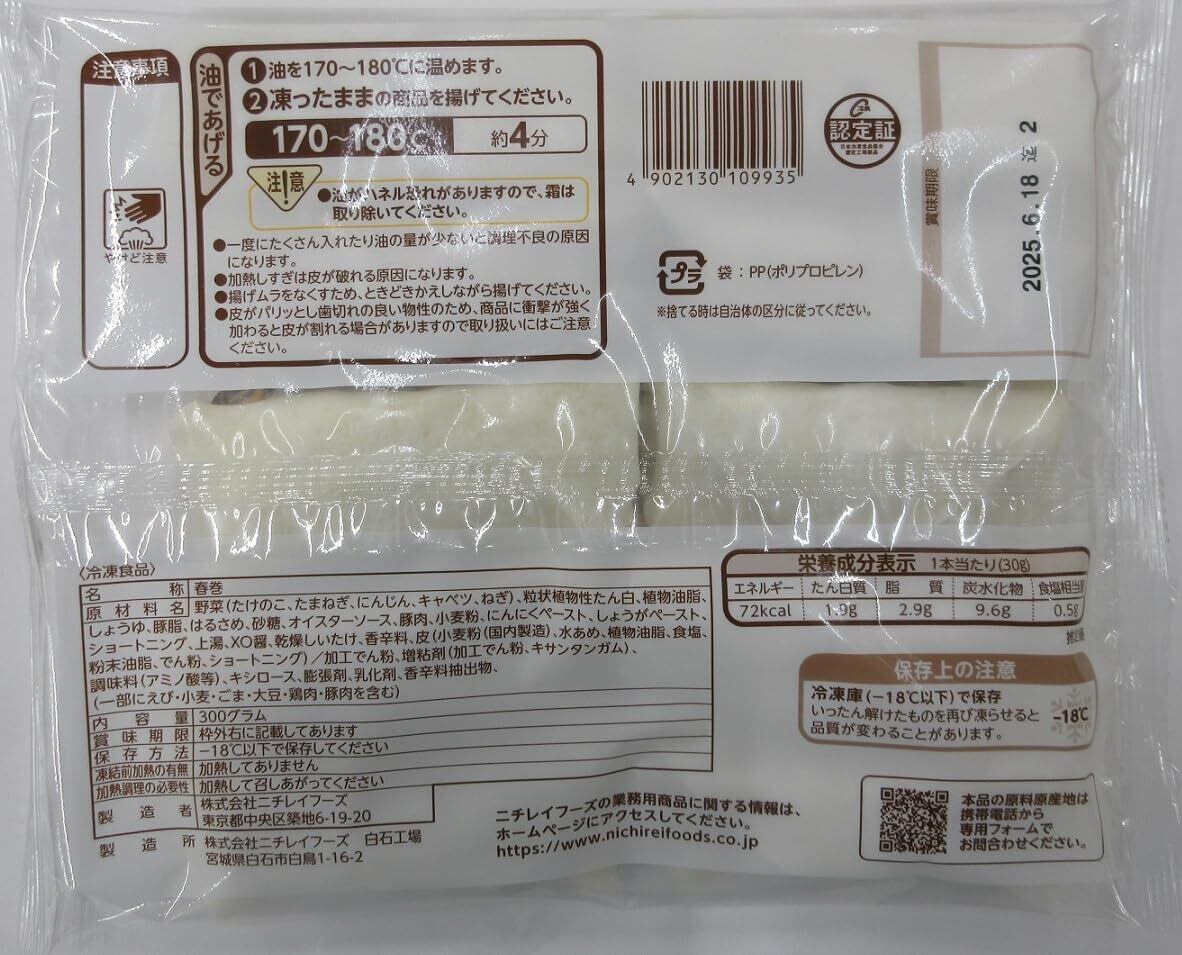 注意事項
やけど注意
油であげる
1 油を170～180℃に温めます。
2 凍ったままの商品を揚げてください。
170～180℃ 約4分
注!意
●油がハネル恐れがありますので、霜は
取り除いてください。
●一度にたくさん入れたり油の量が少ないと調理不良の原因
になります。
●加熱しすぎは皮が破れる原因になります。
●揚げムラをなくすため、ときどきかえしながら揚げてください。
●皮がパリッとし歯切れの良い物性のため、商品に衝撃が強く
加わると皮が割れる場合がありますので取り扱いにはご注意
ください。
4 902130 109935
認定証
日本冷凍食品協会
認定工場製品
プラ
袋：PP(ポリプロピレン)
※捨てる時は自治体の区分に従ってください。
賞味期限
2025.6.18 迄 2
〈冷凍食品〉
名称 春巻
原材料名 野菜(たけのこ、たまねぎ、にんじん、キャベツ、ねぎ)、粒状植物性たん白、植物油脂、
しょうゆ、豚脂、はるさめ、砂糖、オイスターソース、豚肉、小麦粉、にんにくペースト、しょうがペースト、
ショートニング、上湯、XO醤、乾燥しいたけ、香辛料、皮(小麦粉(国内製造)、水あめ、植物油脂、食塩、
粉末油脂、でん粉、ショートニング)／加工でん粉、増粘剤(加工でん粉、キサンタンガム)、
調味料(アミノ酸等)、キシロース、膨張剤、乳化剤、香辛料抽出物、
(一部にえび・小麦・ごま・大豆・鶏肉・豚肉を含む)
内容量 300グラム
賞味期限 枠外右に記載してあります
保存方法 −18℃以下で保存してください
凍結前加熱の有無 加熱してありません
加熱調理の必要性 加熱して召しあがってください
製造者 株式会社ニチレイフーズ
東京都中央区築地6-19-20
製造所 株式会社ニチレイフーズ 白石工場
宮城県白石市白鳥1-16-2
栄養成分表示 1本当たり(30g)
エネルギー たん白質 脂質 炭水化物 食塩相当量
72kcal 1.9g 2.9g 9.6g 0.5g
推定値
保存上の注意
冷凍庫(−18℃以下)で保存
いったん解けたものを再び凍らせると
品質が変わることがあります。
−18℃
ニチレイフーズの業務用商品に関する情報は、
ホームページにアクセスしてください。
https://www.nichireifoods.co.jp
本品の原料原産地は
携帯電話から
専用フォームで
お問合わせください。